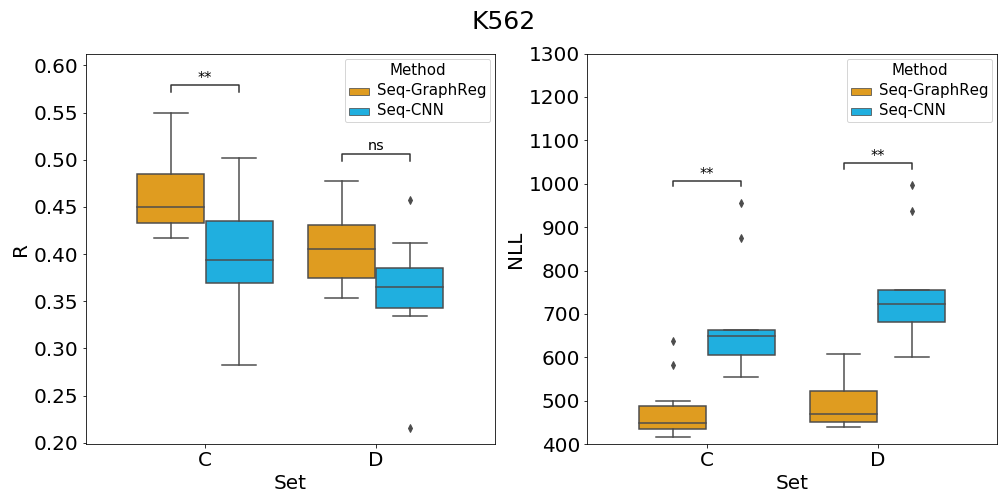 K562
R
0.60
0.55
0.50
0.45
0.40
0.35
0.30
0.25
0.20
**
ns
Method
Seq-GraphReg
Seq-CNN
C D
Set
NLL
1300
1200
1100
1000
900
800
700
600
500
400
**
**
Method
Seq-GraphReg
Seq-CNN
C D
Set